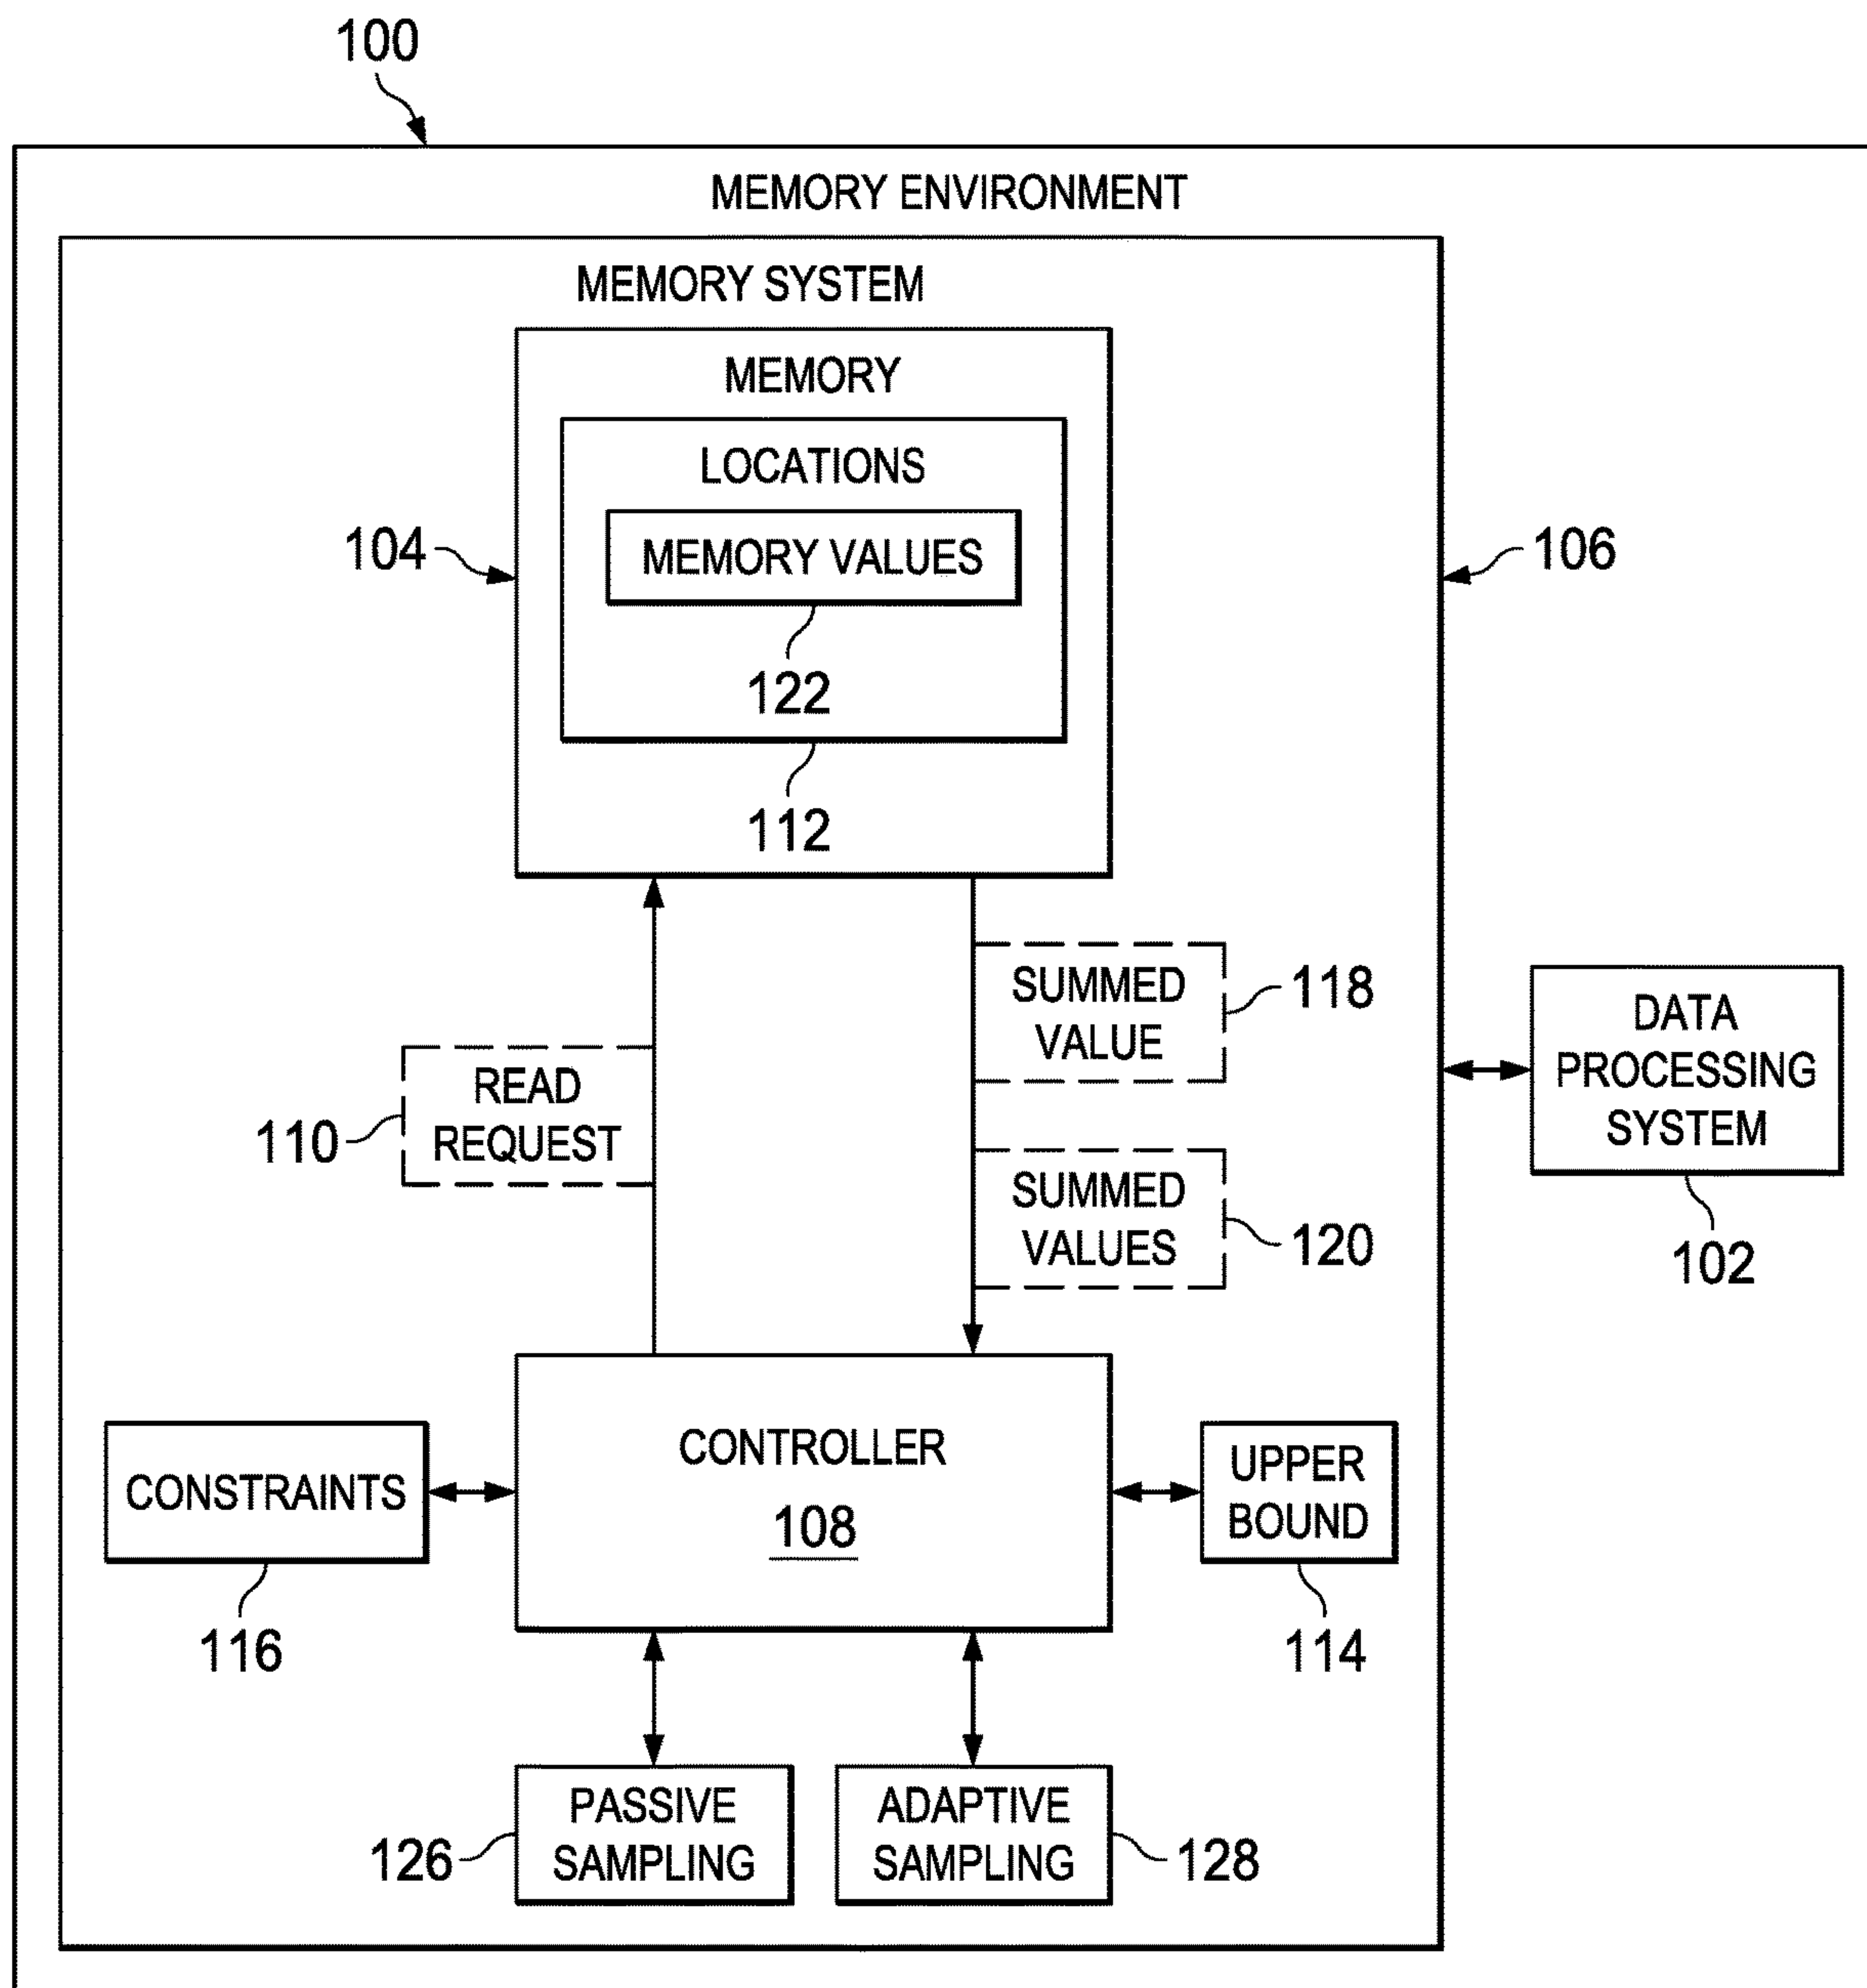 100
MEMORY ENVIRONMENT
MEMORY SYSTEM
MEMORY
LOCATIONS
MEMORY VALUES
104
106
122
112
SUMMED
VALUE
118
READ
REQUEST
110
SUMMED
VALUES
120
DATA
PROCESSING
SYSTEM
102
CONTROLLER
108
CONSTRAINTS
116
UPPER
BOUND
114
PASSIVE
SAMPLING
126
ADAPTIVE
SAMPLING
128